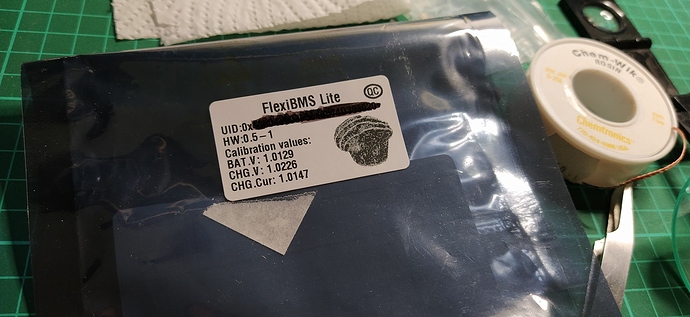 FlexiBMS Lite
QC
UID:0x
HW:0.5-1
Calibration values:
BAT.V: 1.0129
CHG.V: 1.0226
CHG.Cur: 1.0147
Chem-Wik®
ROSIN
Chemtronics